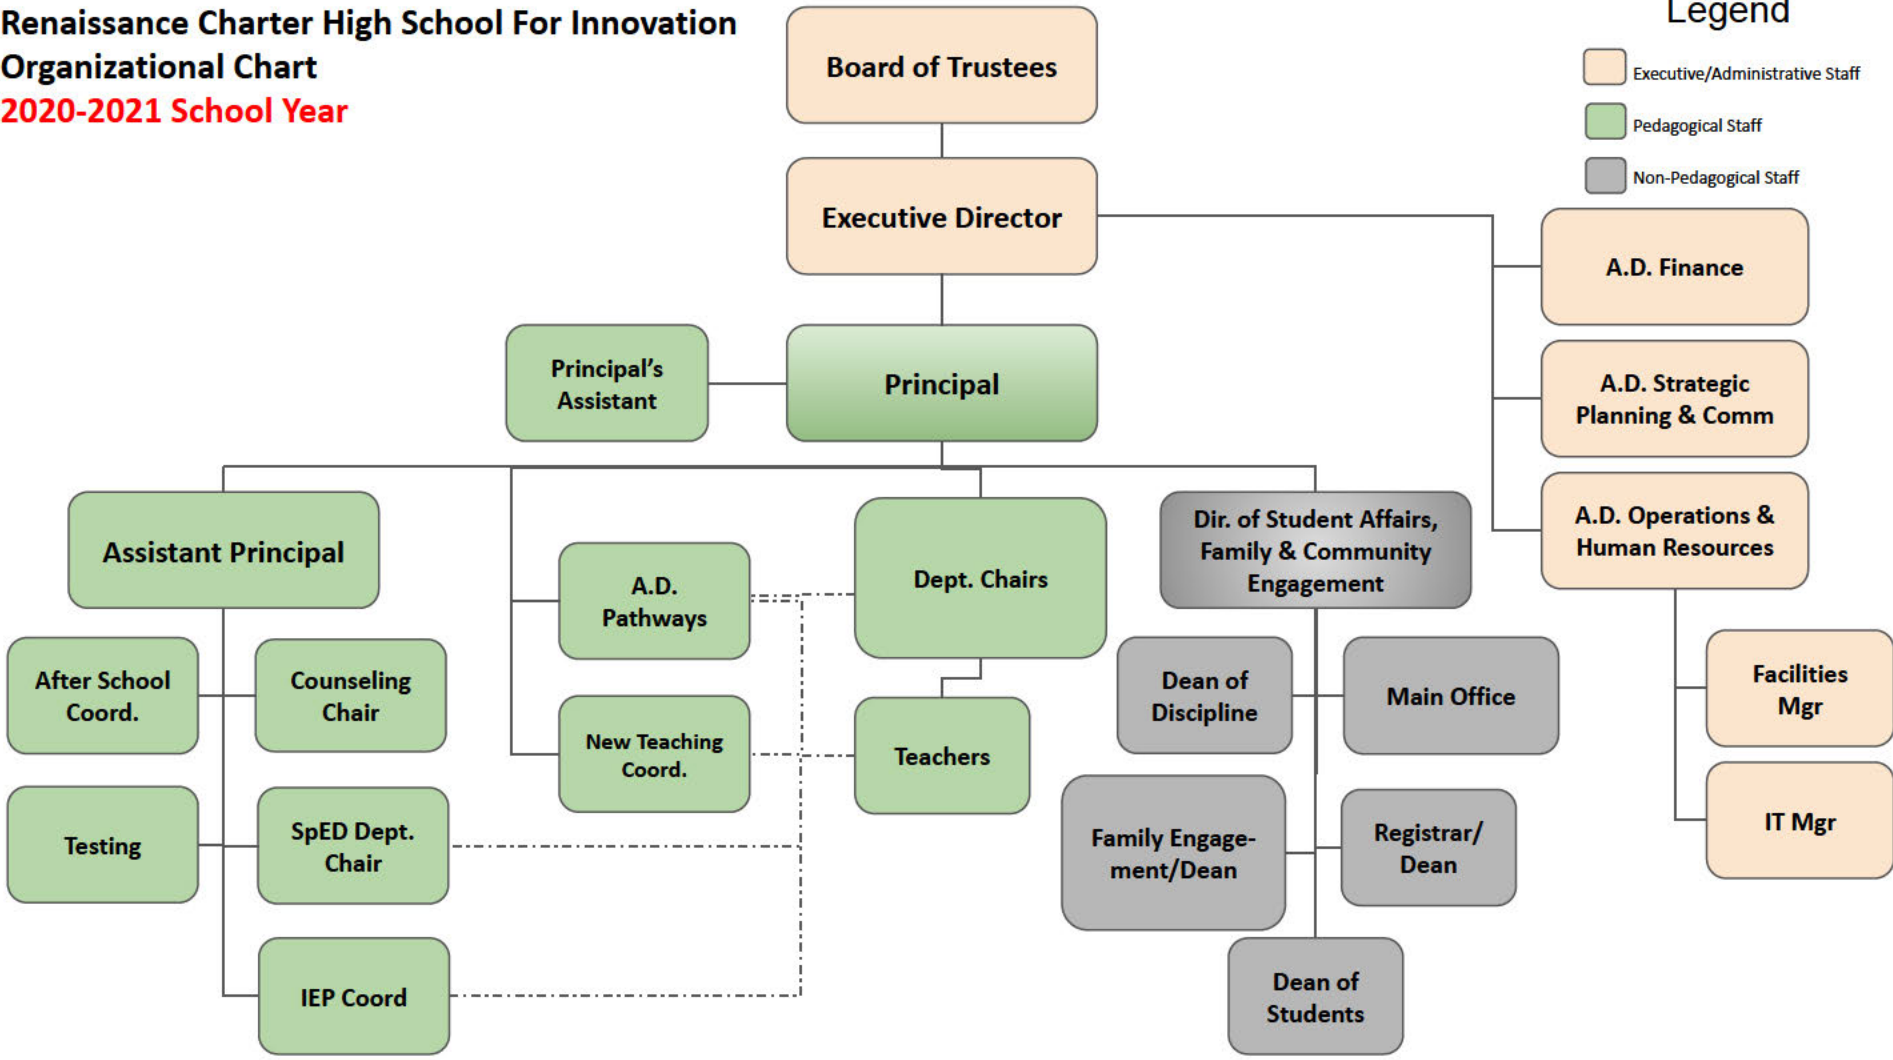 Renaissance Charter High School For Innovation
Organizational Chart
2020-2021 School Year
Legend
Executive/Administrative Staff
Pedagogical Staff
Non-Pedagogical Staff
Board of Trustees
Executive Director
A.D. Finance
A.D. Strategic
Planning & Comm
A.D. Operations &
Human Resources
Facilities
Mgr
IT Mgr
Principal's
Assistant
Principal
Assistant Principal
After School
Coord.
Counseling
Chair
Testing
SpED Dept.
Chair
IEP Coord
A.D.
Pathways
New Teaching
Coord.
Dept. Chairs
Teachers
Dir. of Student Affairs,
Family & Community
Engagement
Dean of
Discipline
Main Office
Family Engage-
ment/Dean
Registrar/
Dean
Dean of
Students